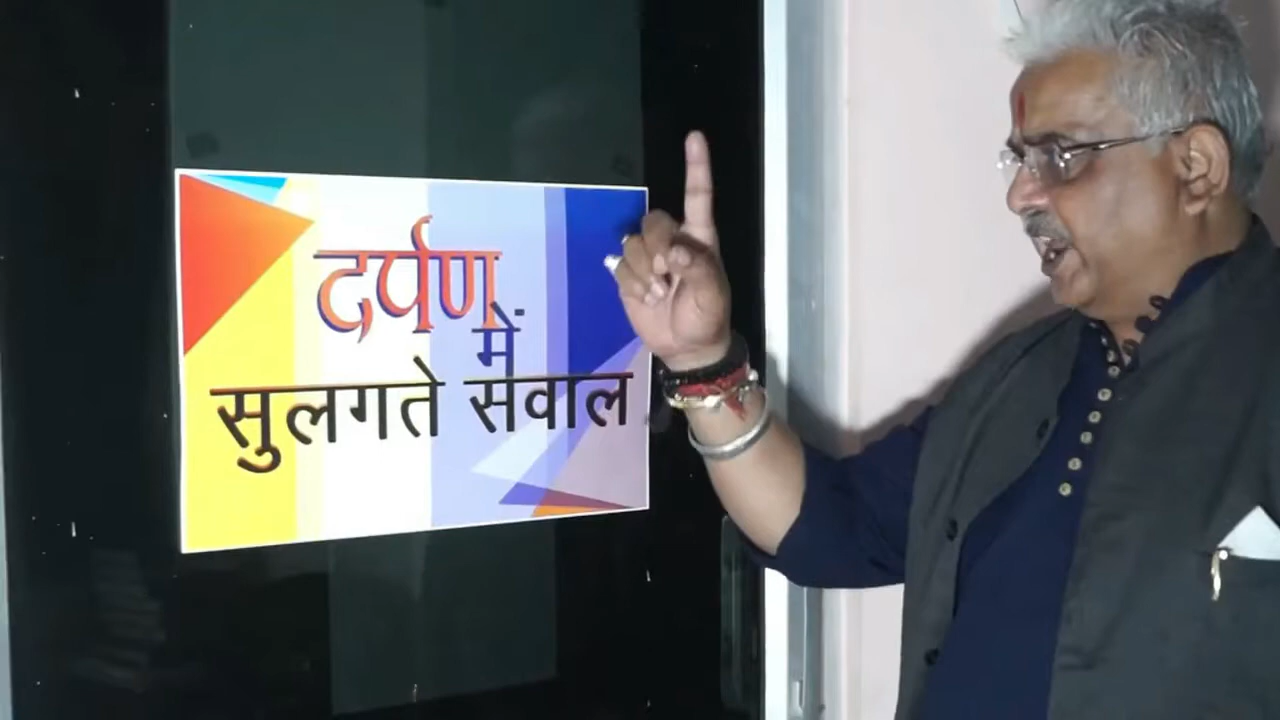 दर्पण
में
सुलगते सवाल